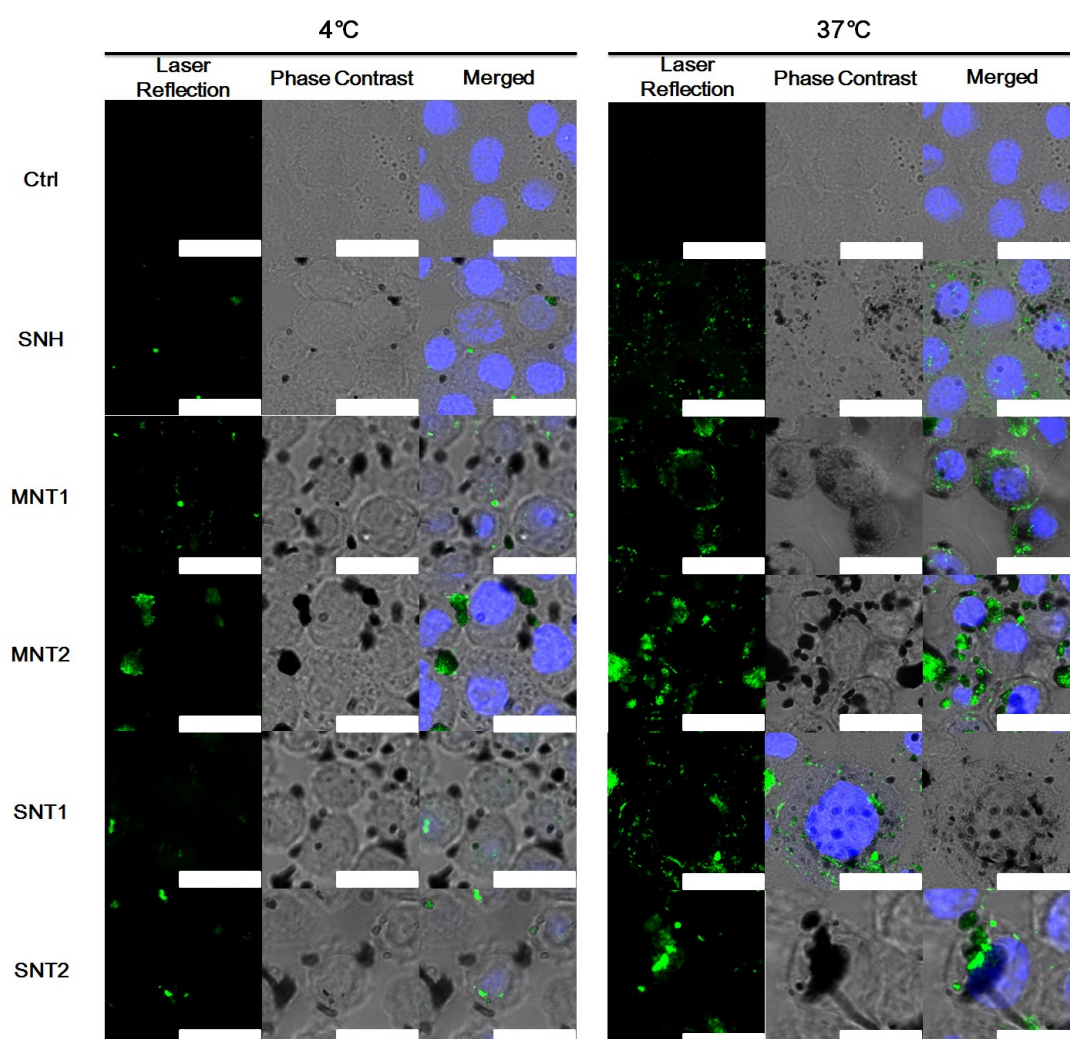 4℃ 37℃
Laser Reflection Phase Contrast Merged Laser Reflection Phase Contrast Merged
Ctrl
SNH
MNT1
MNT2
SNT1
SNT2